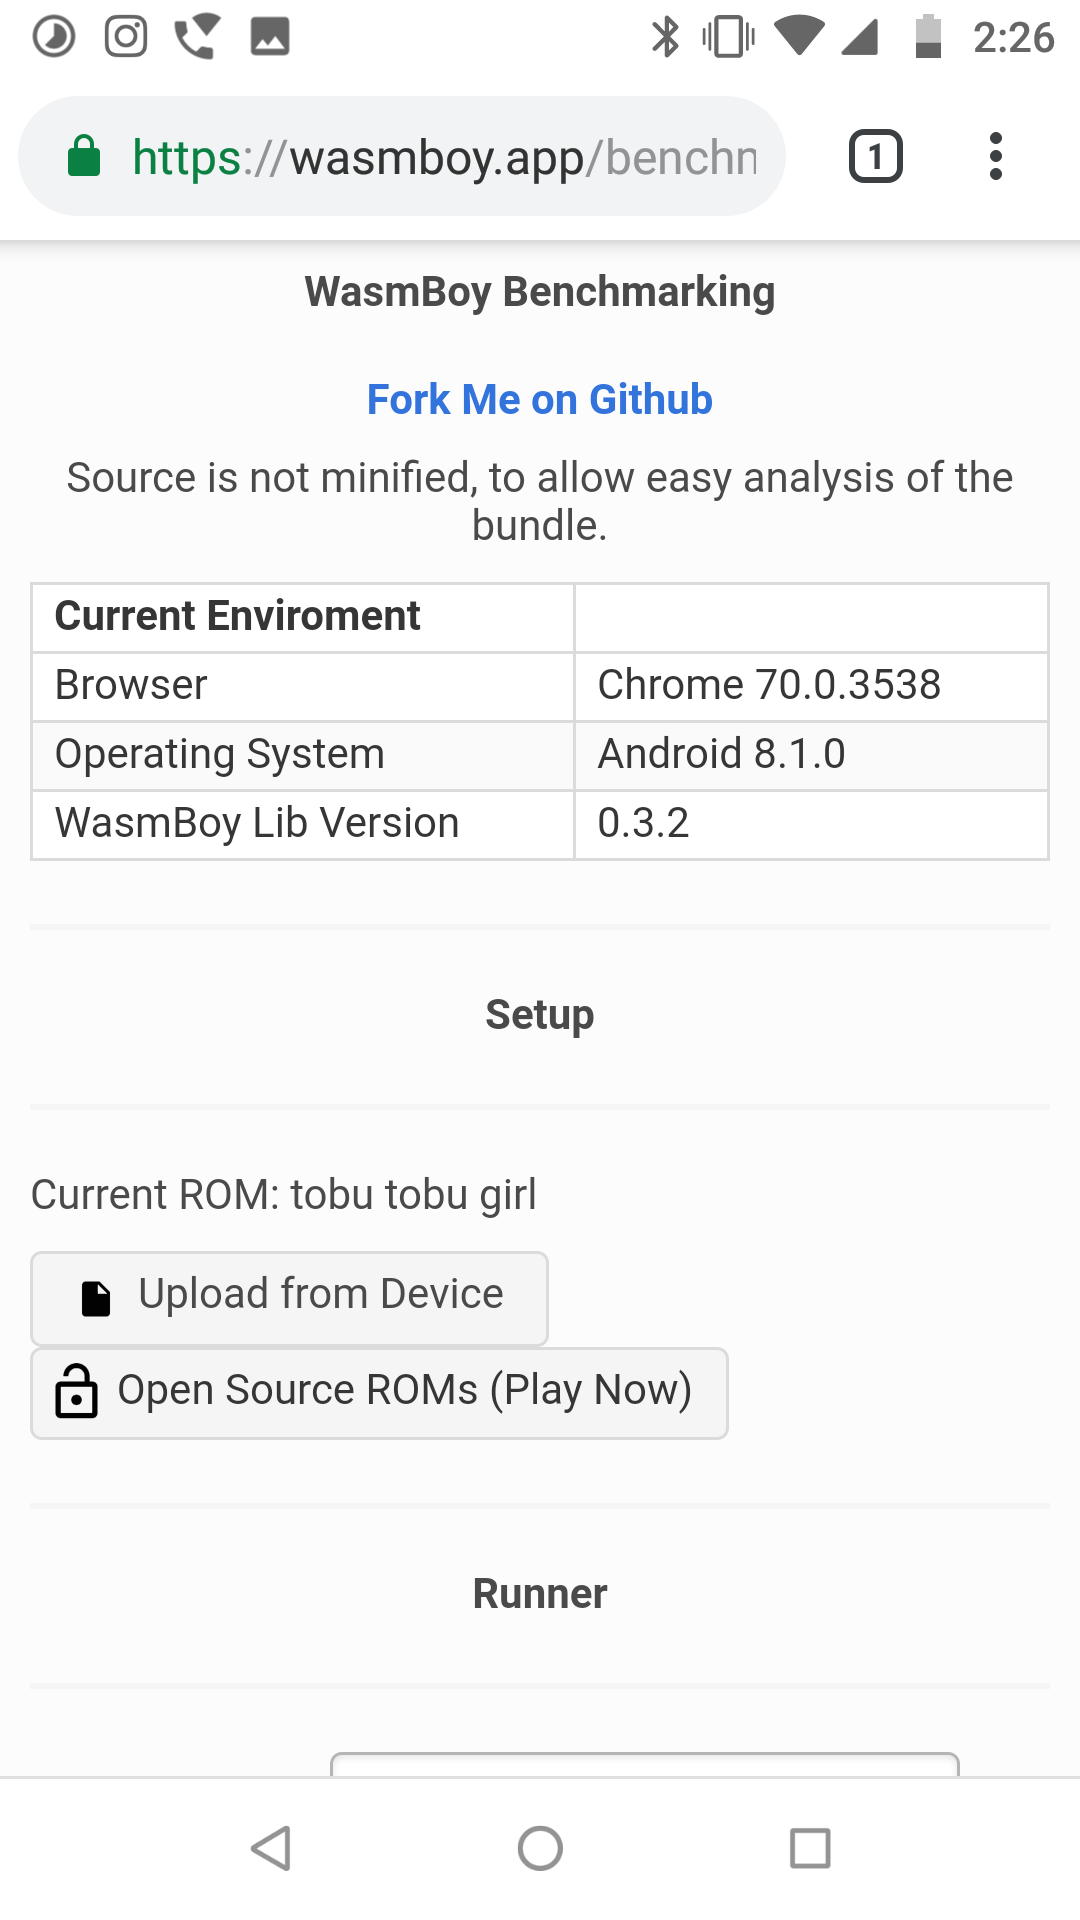 2:26
https://wasmboy.app/benchn
1
WasmBoy Benchmarking
Fork Me on Github
Source is not minified, to allow easy analysis of the
bundle.
Current Enviroment
Browser Chrome 70.0.3538
Operating System Android 8.1.0
WasmBoy Lib Version 0.3.2
Setup
Current ROM: tobu tobu girl
Upload from Device
Open Source ROMs (Play Now)
Runner